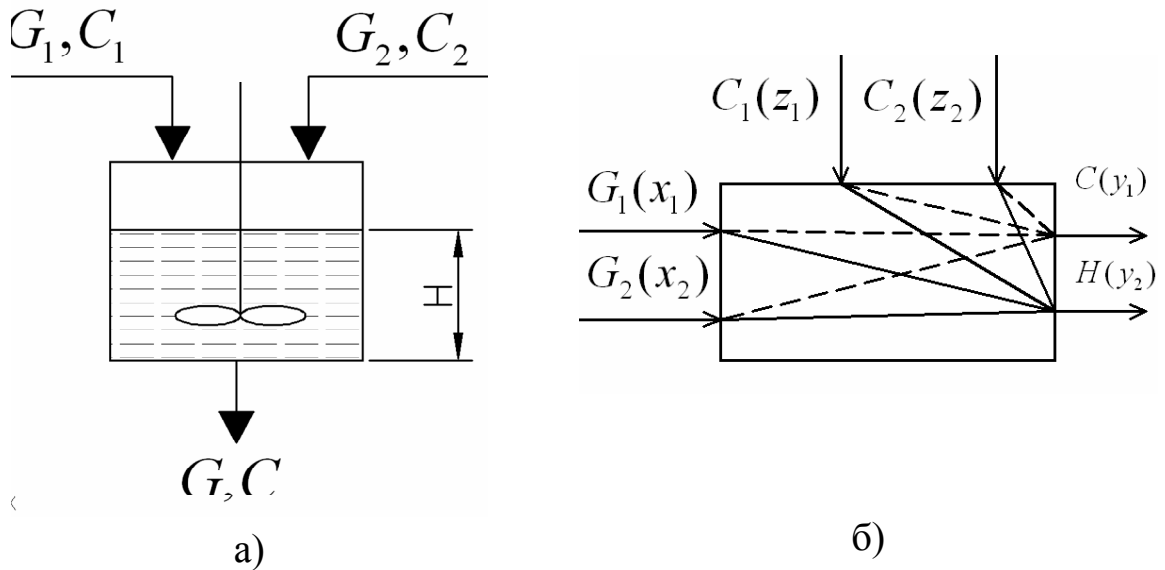 G₁,C₁
G₂,C₂
H
G,C
а)
C₁(z₁)
C₂(z₂)
G₁(x₁)
G₂(x₂)
C(y₁)
H(y₂)
б)